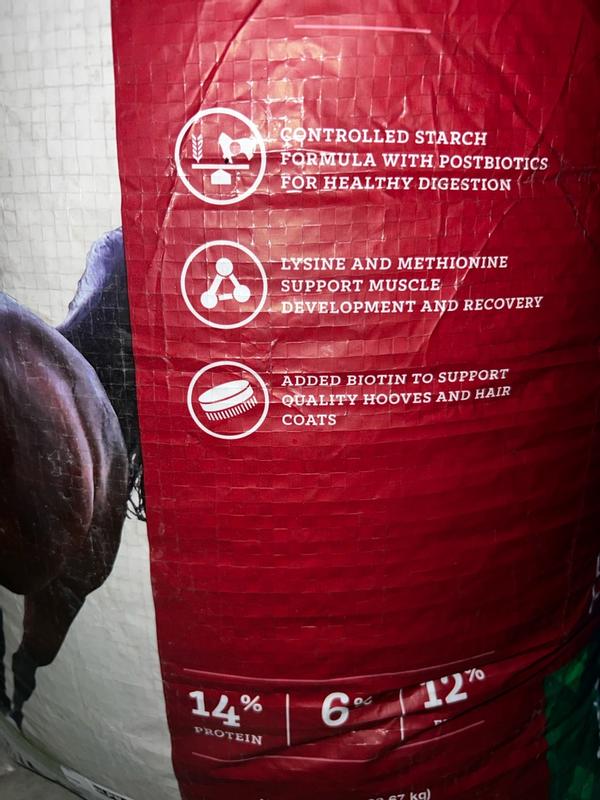 CONTROLLED STARCH
FORMULA WITH POSTBIOTICS
FOR HEALTHY DIGESTION
LYSINE AND METHIONINE
SUPPORT MUSCLE
DEVELOPMENT AND RECOVERY
ADDED BIOTIN TO SUPPORT
QUALITY HOOVES AND HAIR
COATS
14% 6% 12%
PROTEIN
kg)